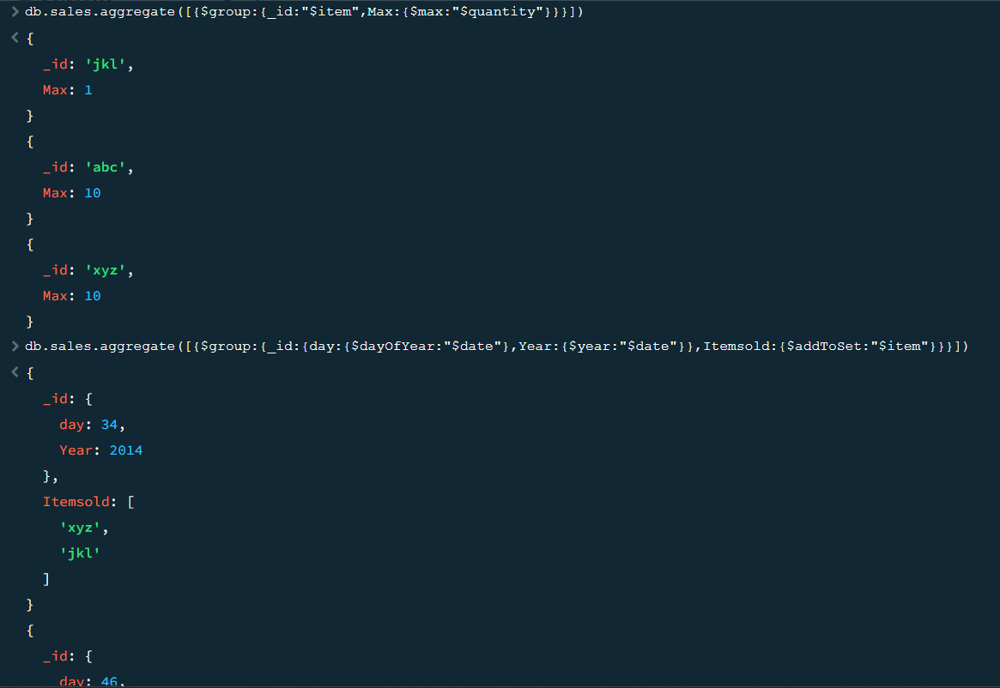 > db.sales.aggregate([{$group:{_id:"$item",Max:{$max:"$quantity"}}}])
< {
_id: 'jkl',
Max: 1
}
{
_id: 'abc',
Max: 10
}
{
_id: 'xyz',
Max: 10
}
> db.sales.aggregate([{$group:{_id:{day:{$dayOfYear:"$date"},Year:{$year:"$date"}},Itemsold:{$addToSet:"$item"}}}])
< {
_id: {
day: 34,
Year: 2014
},
Itemsold: [
'xyz',
'jkl'
]
}
{
_id: {
day: 46,